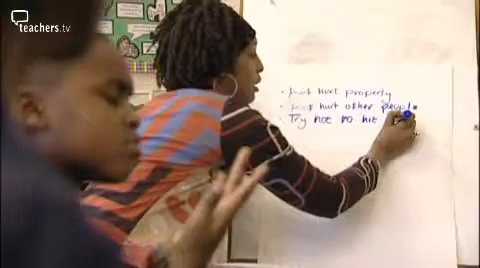 teachers.tv
· Don't hurt property
· Don't hurt other people
· Try not to hit